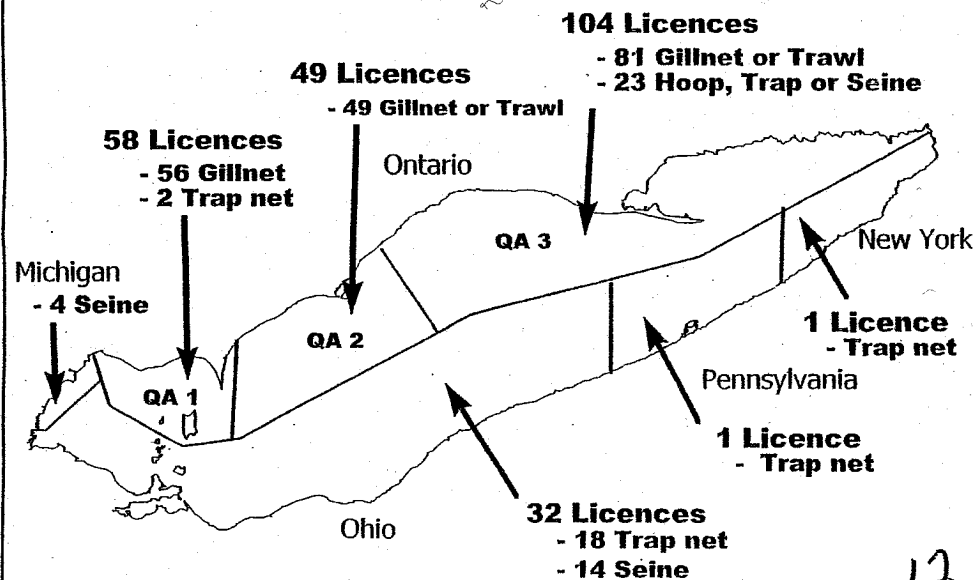 104 Licences
- 81 Gillnet or Trawl
- 23 Hoop, Trap or Seine
49 Licences
- 49 Gillnet or Trawl
58 Licences
- 56 Gillnet
- 2 Trap net
Ontario
QA 3
New York
Michigan
- 4 Seine
QA 2
1 Licence
- Trap net
Pennsylvania
QA 1
1 Licence
- Trap net
32 Licences
- 18 Trap net
- 14 Seine
Ohio
12